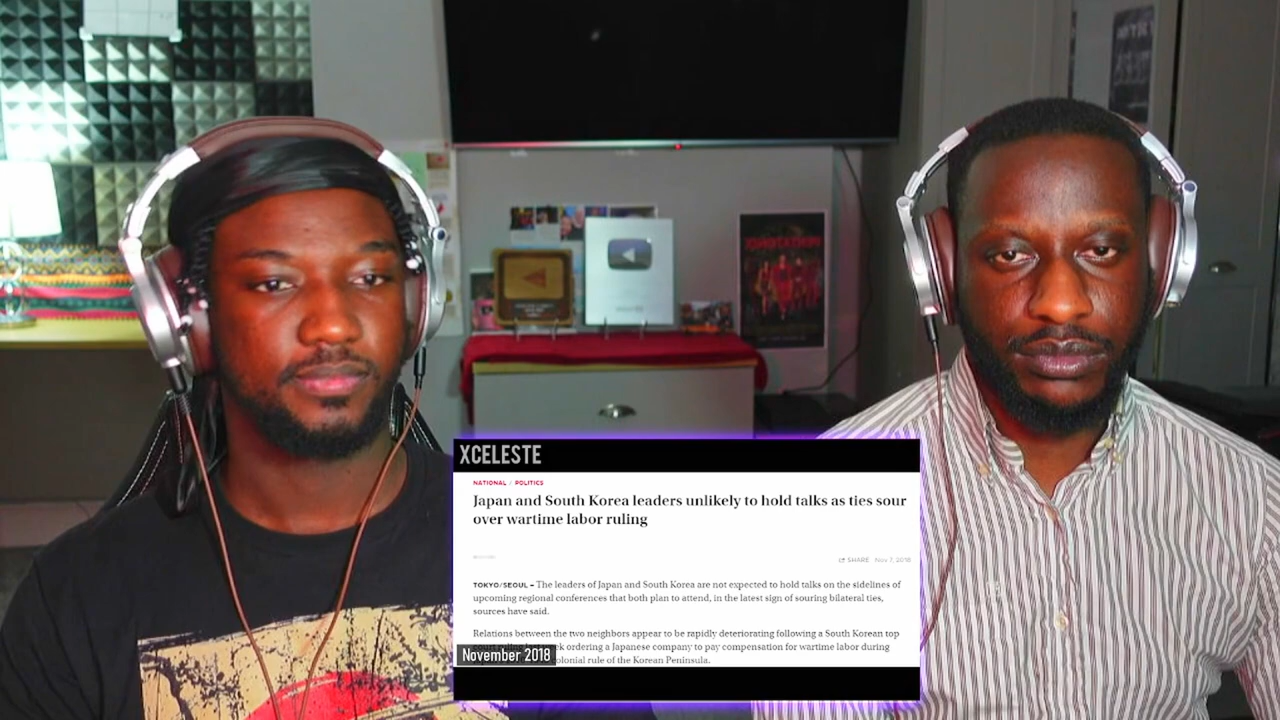 XCELESTE
NATIONAL / POLITICS
Japan and South Korea leaders unlikely to hold talks as ties sour
over wartime labor ruling
SHARE Nov 7, 2018
TOKYO/SEOUL – The leaders of Japan and South Korea are not expected to hold talks on the sidelines of
upcoming regional conferences that both plan to attend, in the latest sign of souring bilateral ties,
sources have said.
Relations between the two neighbors appear to be rapidly deteriorating following a South Korean top
ordering a Japanese company to pay compensation for wartime labor during
rule of the Korean Peninsula.
November 2018